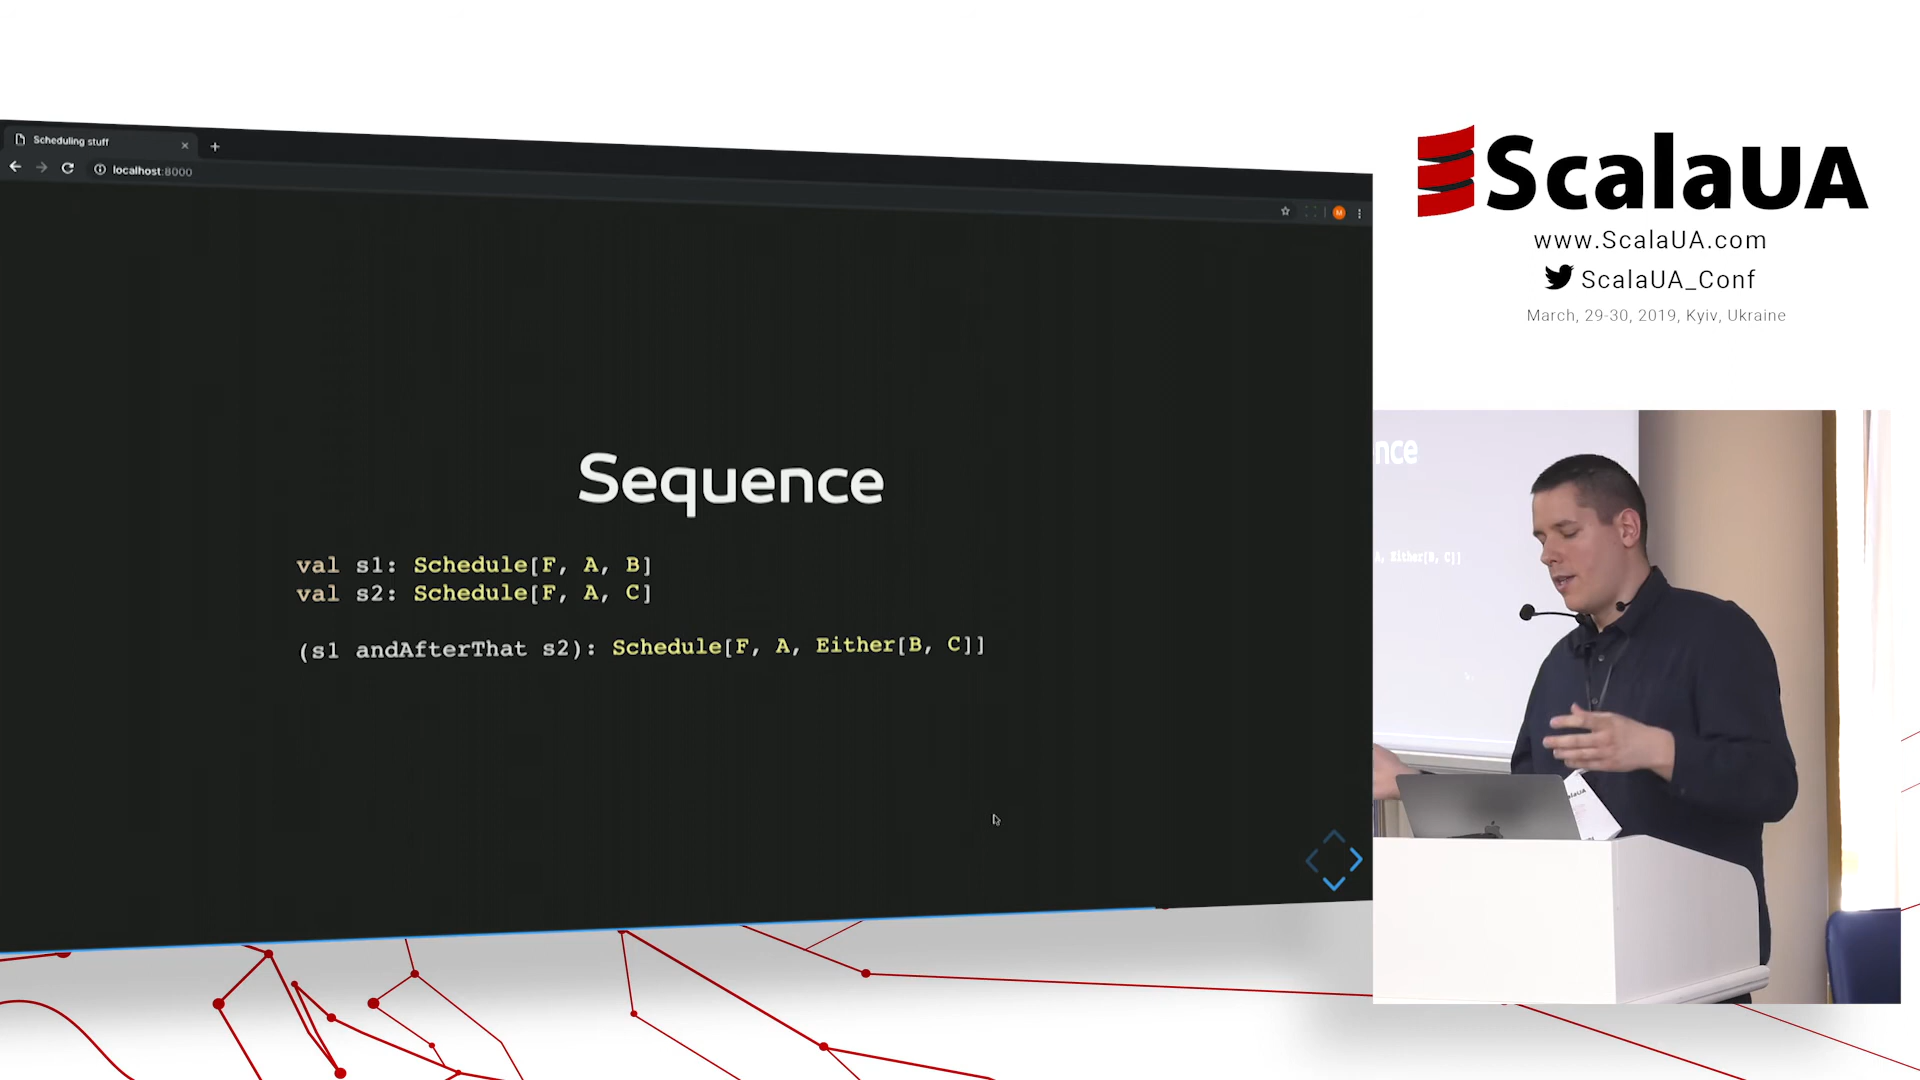 Scheduling stuff
localhost:8000
M
Sequence
val s1: Schedule[F, A, B]
val s2: Schedule[F, A, C]
(s1 andAfterThat s2): Schedule[F, A, Either[B, C]]
ScalaUA
www.ScalaUA.com
ScalaUA_Conf
March, 29-30, 2019, Kyiv, Ukraine
nce
A, Either[B, C]]